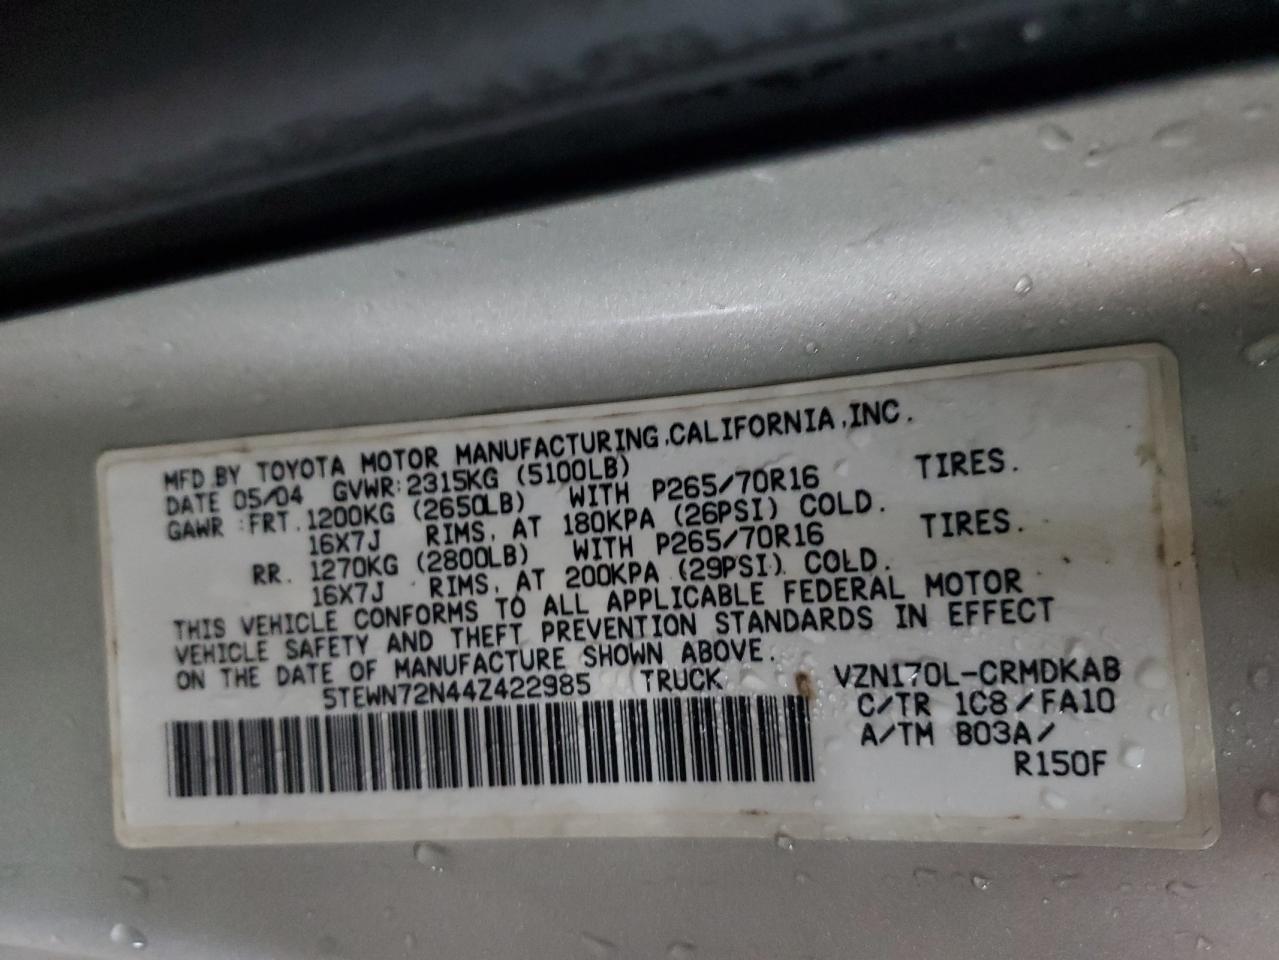 MFD.BY TOYOTA MOTOR MANUFACTURING,CALIFORNIA,INC.
DATE 05/04 GVWR:2315KG (5100LB)
GAWR :FRT.1200KG (2650LB) WITH P265/70R16 TIRES.
16X7J RIMS, AT 180KPA (26PSI) COLD.
RR. 1270KG (2800LB) WITH P265/70R16 TIRES.
16X7J RIMS, AT 200KPA (29PSI) COLD.
THIS VEHICLE CONFORMS TO ALL APPLICABLE FEDERAL MOTOR
VEHICLE SAFETY AND THEFT PREVENTION STANDARDS IN EFFECT
ON THE DATE OF MANUFACTURE SHOWN ABOVE.
5TEWN72N44Z422985 TRUCK VZN170L-CRMDKAB
C/TR 1C8/FA10
A/TM B03A/
R150F